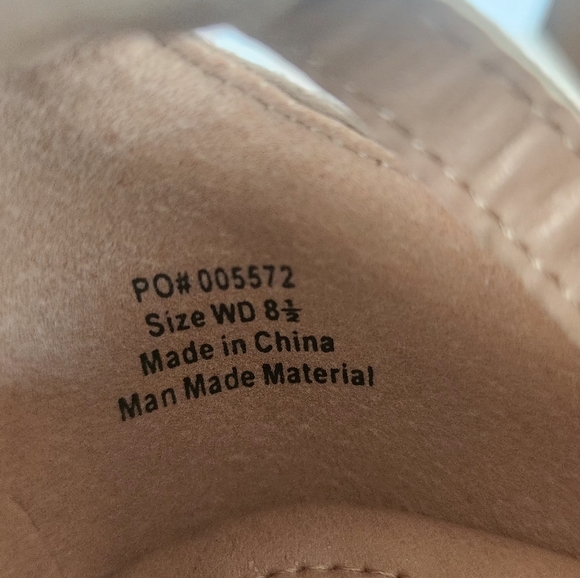 PO# 005572
Size WD 8½
Made in China
Man Made Material